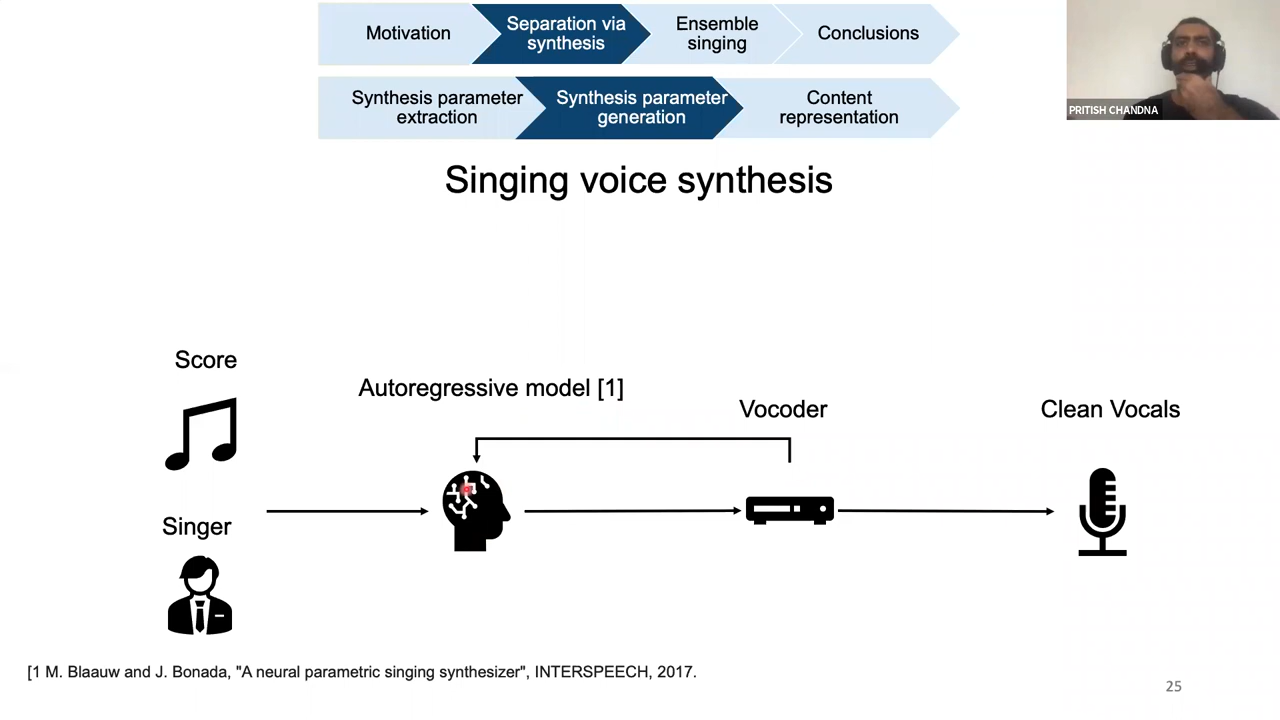 Motivation
Separation via
synthesis
Ensemble
singing
Conclusions
Synthesis parameter
extraction
Synthesis parameter
generation
Content
representation
PRITISH CHANDNA
Singing voice synthesis
Score
Autoregressive model [1]
Vocoder
Clean Vocals
Singer
[1 M. Blaauw and J. Bonada, "A neural parametric singing synthesizer", INTERSPEECH, 2017.
25